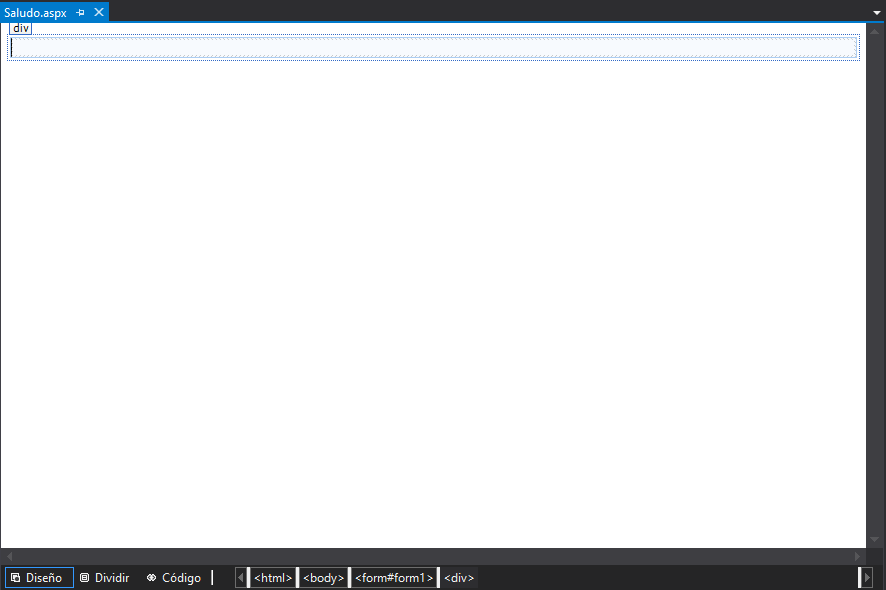 Saludo.aspx
div
Diseño Dividir Código <html> <body> <form#form1> <div>